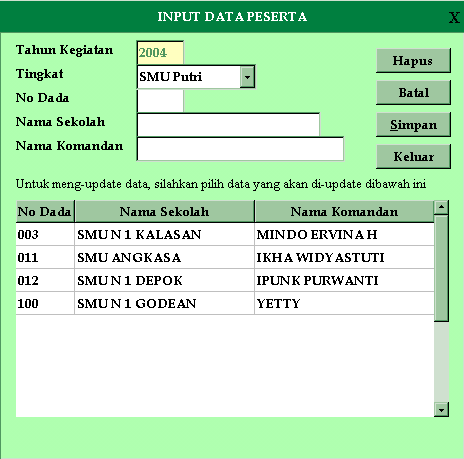 INPUT DATA PESERTA X
Tahun Kegiatan 2004
Tingkat SMU Putri
No Dada
Nama Sekolah
Nama Komandan
Hapus
Batal
Simpan
Keluar
Untuk meng-update data, silahkan pilih data yang akan di-update dibawah ini
No Dada Nama Sekolah Nama Komandan
003 SMU N 1 KALASAN MINDO ERVINA H
011 SMU ANGKASA IKHA WIDYASTUTI
012 SMU N 1 DEPOK IPUNK PURWANTI
100 SMU N 1 GODEAN YETTY